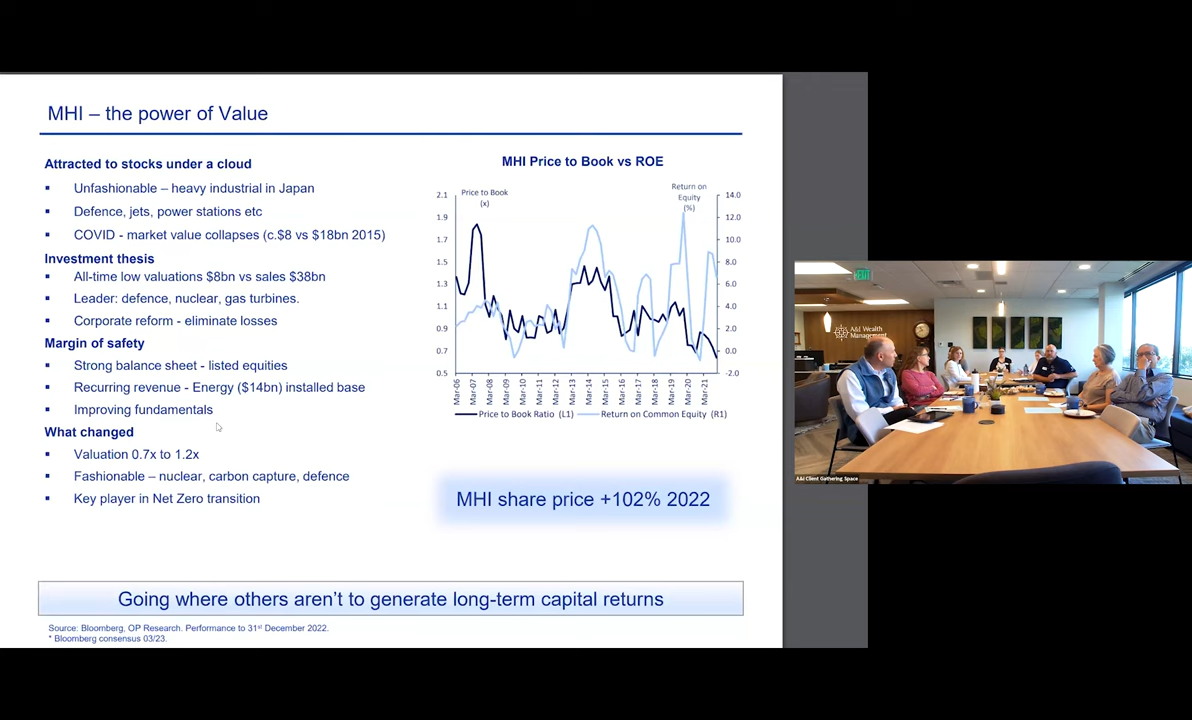 MHI – the power of Value
Attracted to stocks under a cloud
▪ Unfashionable – heavy industrial in Japan
▪ Defence, jets, power stations etc
▪ COVID - market value collapses (c.$8 vs $18bn 2015)
Investment thesis
▪ All-time low valuations $8bn vs sales $38bn
▪ Leader: defence, nuclear, gas turbines.
▪ Corporate reform - eliminate losses
Margin of safety
▪ Strong balance sheet - listed equities
▪ Recurring revenue - Energy ($14bn) installed base
▪ Improving fundamentals
What changed
▪ Valuation 0.7x to 1.2x
▪ Fashionable – nuclear, carbon capture, defence
▪ Key player in Net Zero transition
MHI Price to Book vs ROE
Price to Book
(x)
Return on
Equity
(%)
2.1
1.9
1.7
1.5
1.3
1.1
0.9
0.7
0.5
14.0
12.0
10.0
8.0
6.0
4.0
2.0
0.0
-2.0
Mar-06
Mar-07
Mar-08
Mar-09
Mar-10
Mar-11
Mar-12
Mar-13
Mar-14
Mar-15
Mar-16
Mar-17
Mar-18
Mar-19
Mar-20
Mar-21
Price to Book Ratio (L1) Return on Common Equity (R1)
MHI share price +102% 2022
Going where others aren't to generate long-term capital returns
Source: Bloomberg, OP Research. Performance to 31st December 2022.
* Bloomberg consensus 03/23.
EXIT
A&I Wealth
Management
A&I Client Gathering Space